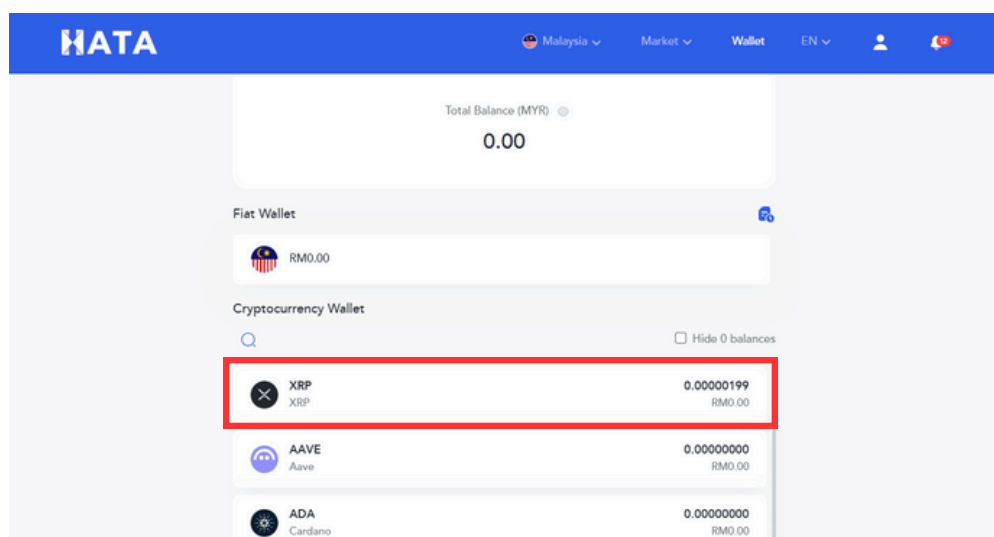 HATA
Malaysia Market Wallet EN 12
Total Balance (MYR)
0.00
Fiat Wallet
RM0.00
Cryptocurrency Wallet
Hide 0 balances
XRP 0.00000199
XRP RM0.00
AAVE 0.00000000
Aave RM0.00
ADA 0.00000000
Cardano RM0.00